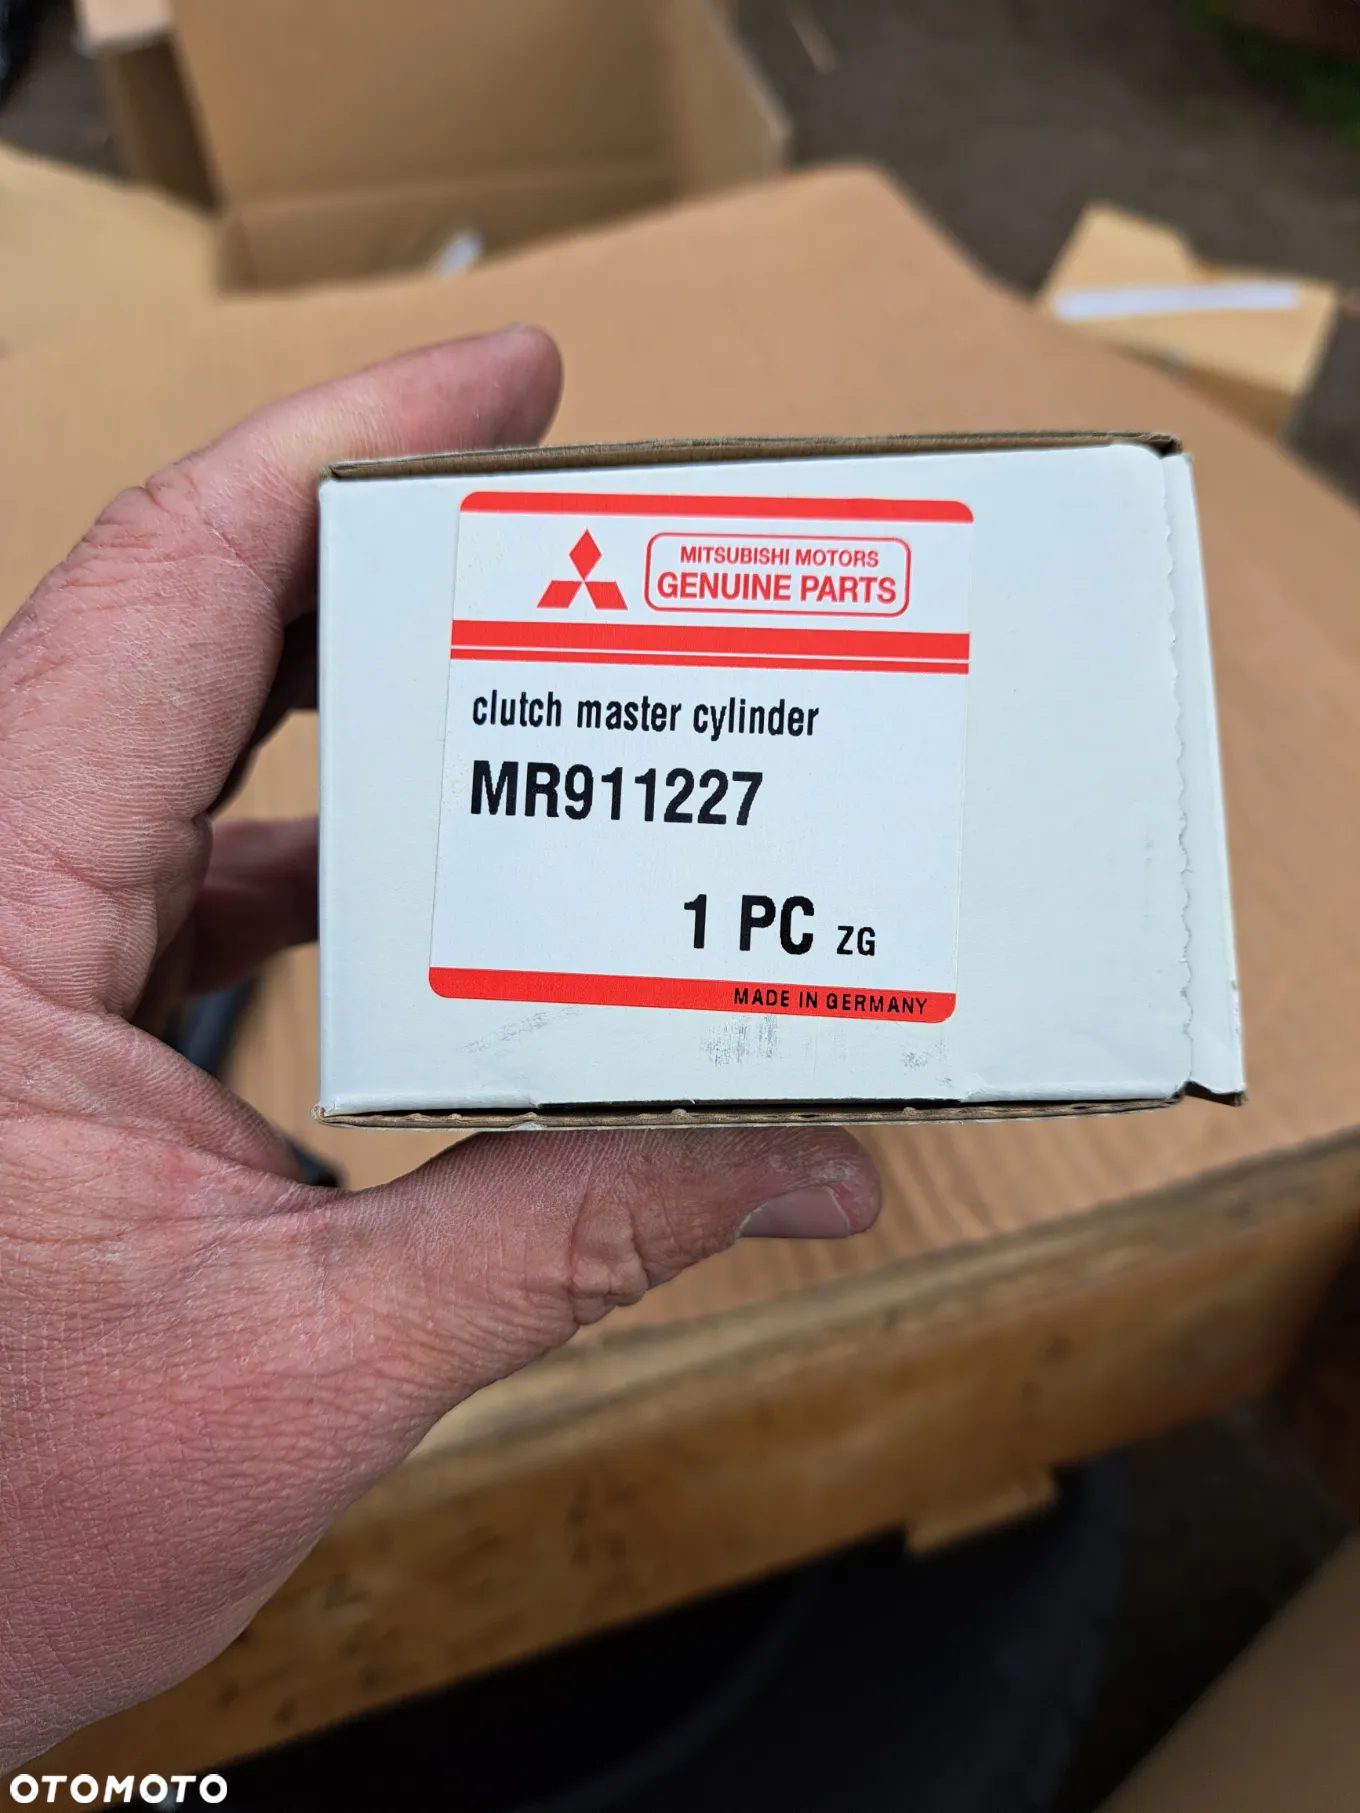 MITSUBISHI MOTORS
GENUINE PARTS
clutch master cylinder
MR911227
1 PC ZG
MADE IN GERMANY
OTOMOTO